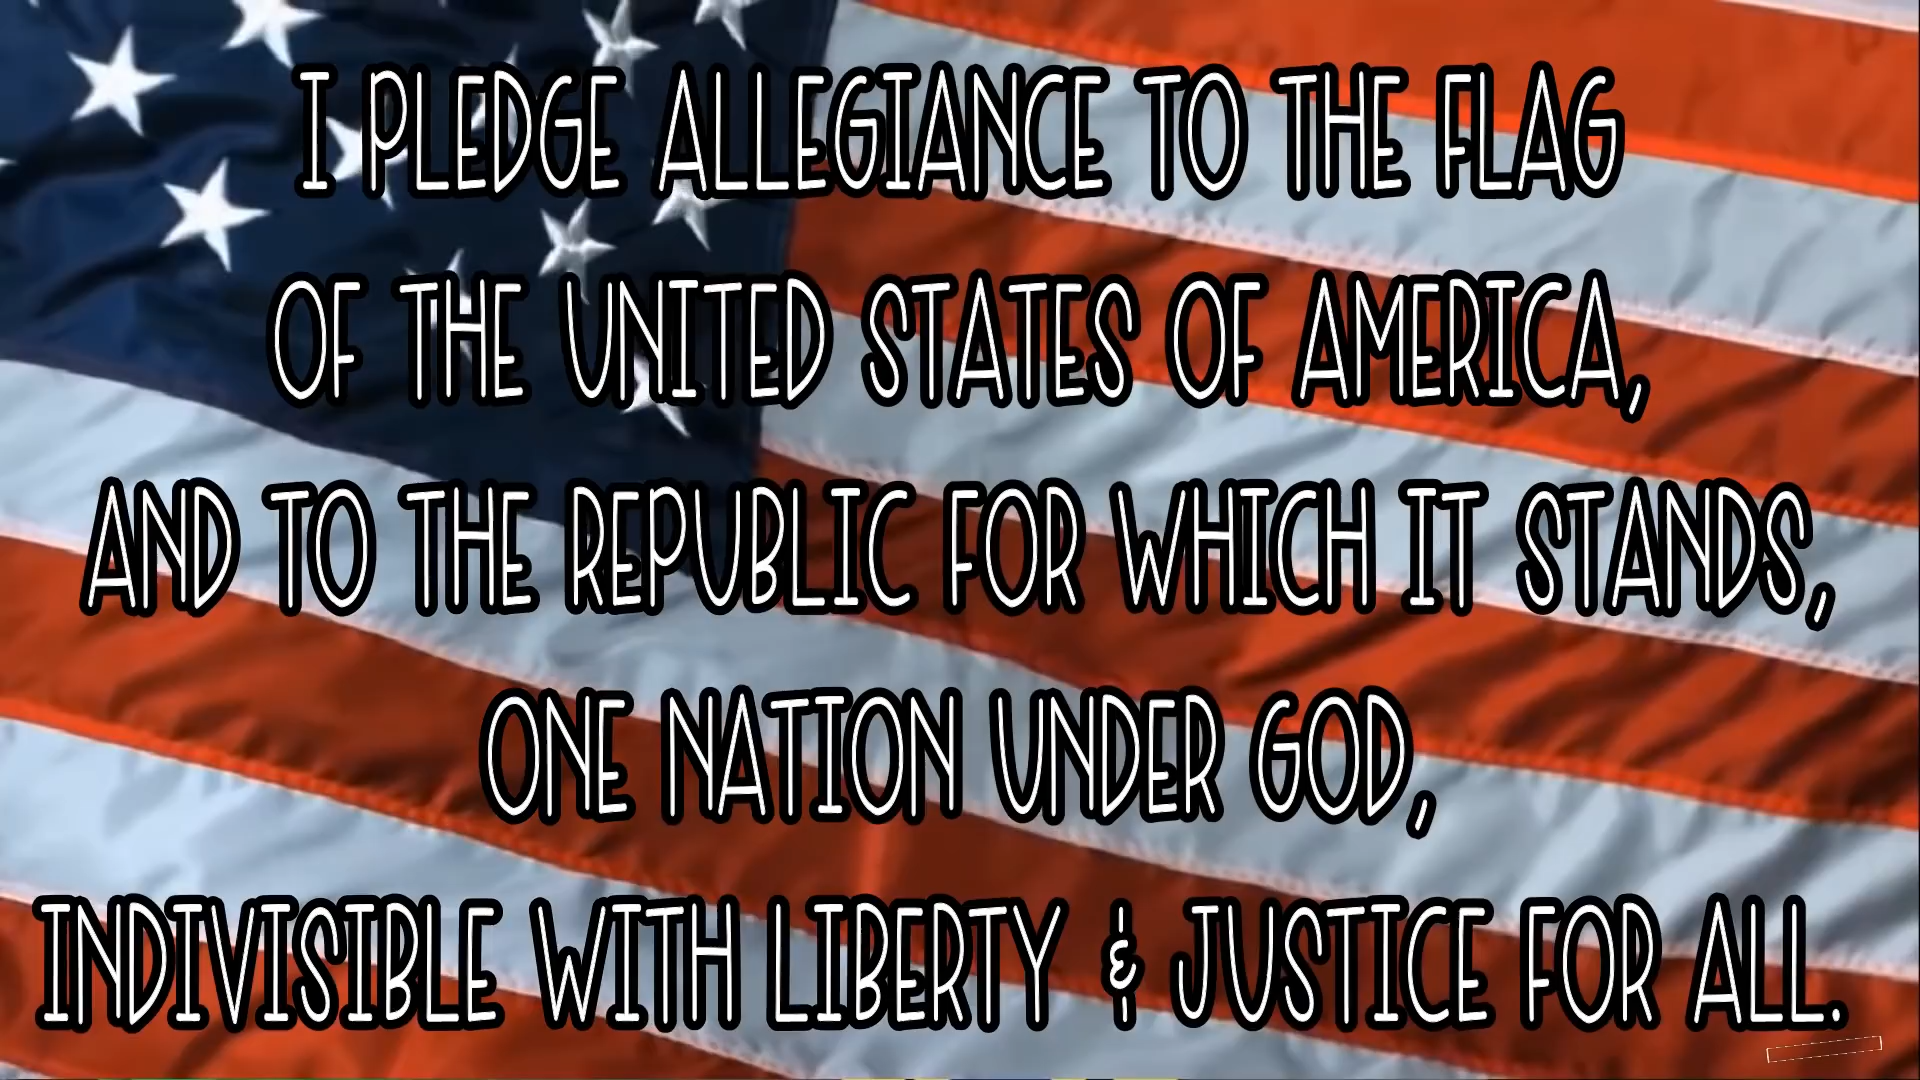 I PLEDGE ALLEGIANCE TO THE FLAG
OF THE UNITED STATES OF AMERICA,
AND TO THE REPUBLIC FOR WHICH IT STANDS,
ONE NATION UNDER GOD,
INDIVISIBLE WITH LIBERTY & JUSTICE FOR ALL.